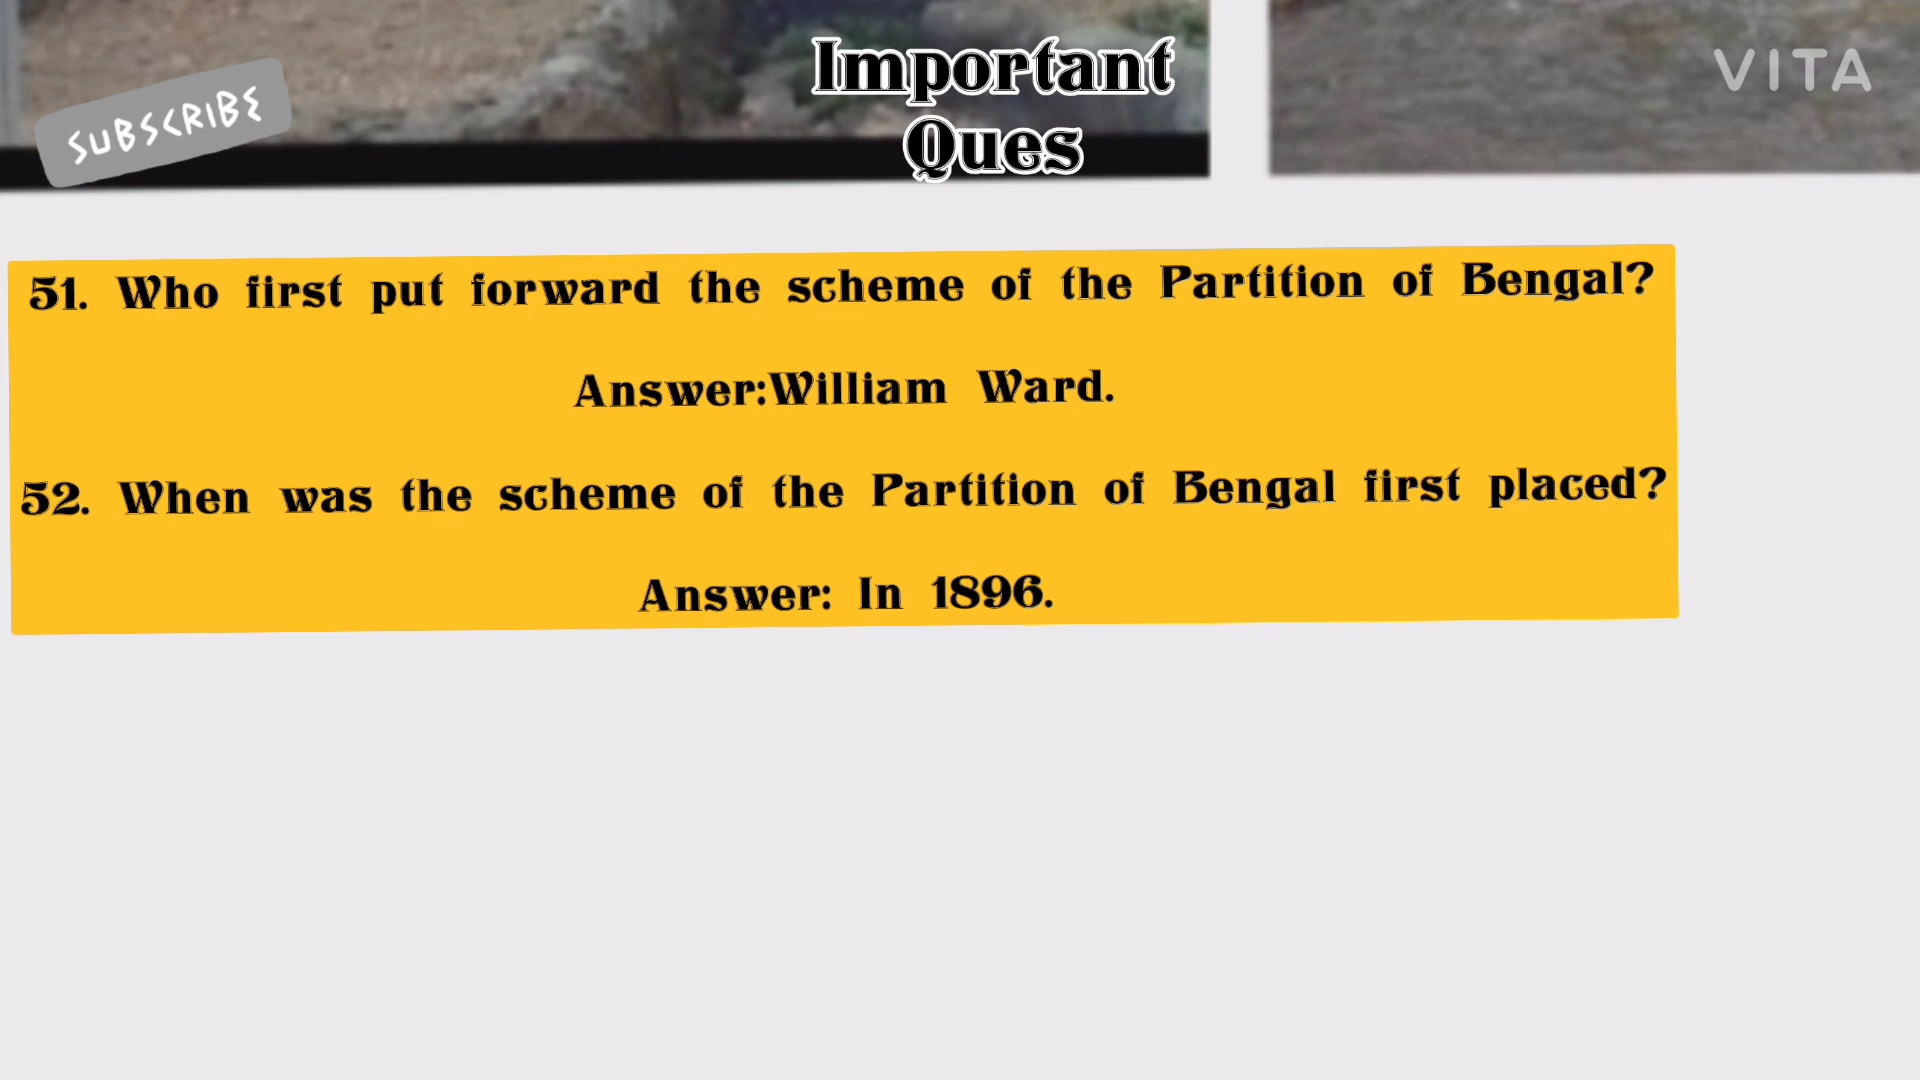 Important
Ques
SUBSCRIBE
VITA
51. Who first put forward the scheme of the Partition of Bengal?
Answer:William Ward.
52. When was the scheme of the Partition of Bengal first placed?
Answer: In 1896.